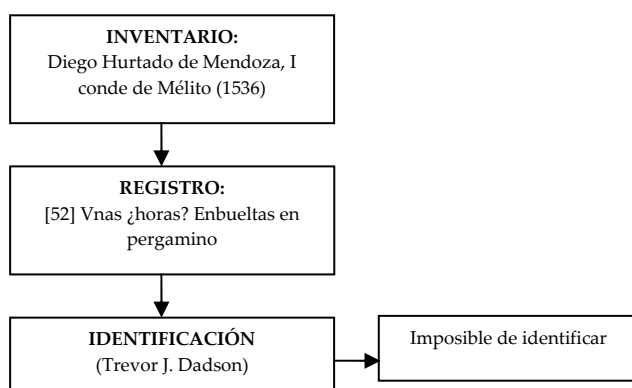 INVENTARIO:
Diego Hurtado de Mendoza, I
conde de Mélito (1536)
REGISTRO:
[52] Vnas ¿horas? Enbueltas en
pergamino
IDENTIFICACIÓN
(Trevor J. Dadson)
Imposible de identificar